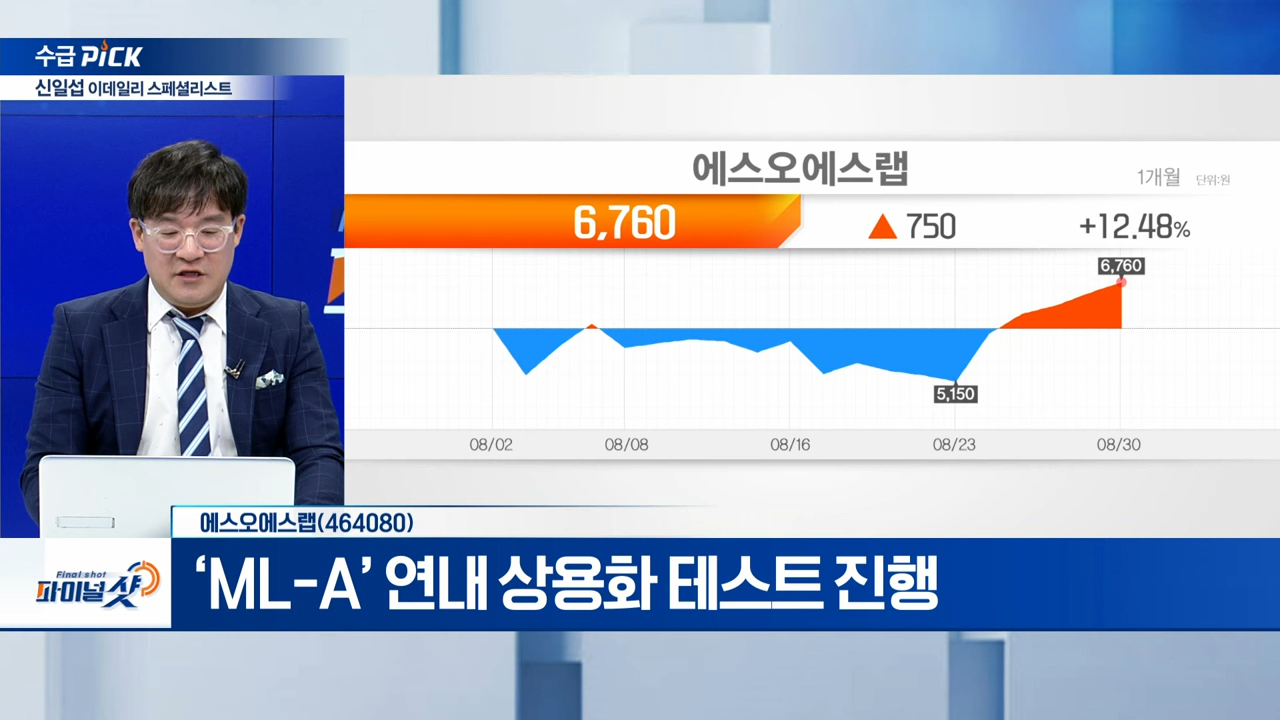 수급 PiCK
신일섭 이데일리 스페셜리스트
에스오에스랩
1개월 단위:원
6,760 ▲ 750 +12.48%
6,760
5,150
08/02 08/08 08/16 08/23 08/30
에스오에스랩(464080)
Final shot
파이널샷
‘ML-A’ 연내 상용화 테스트 진행